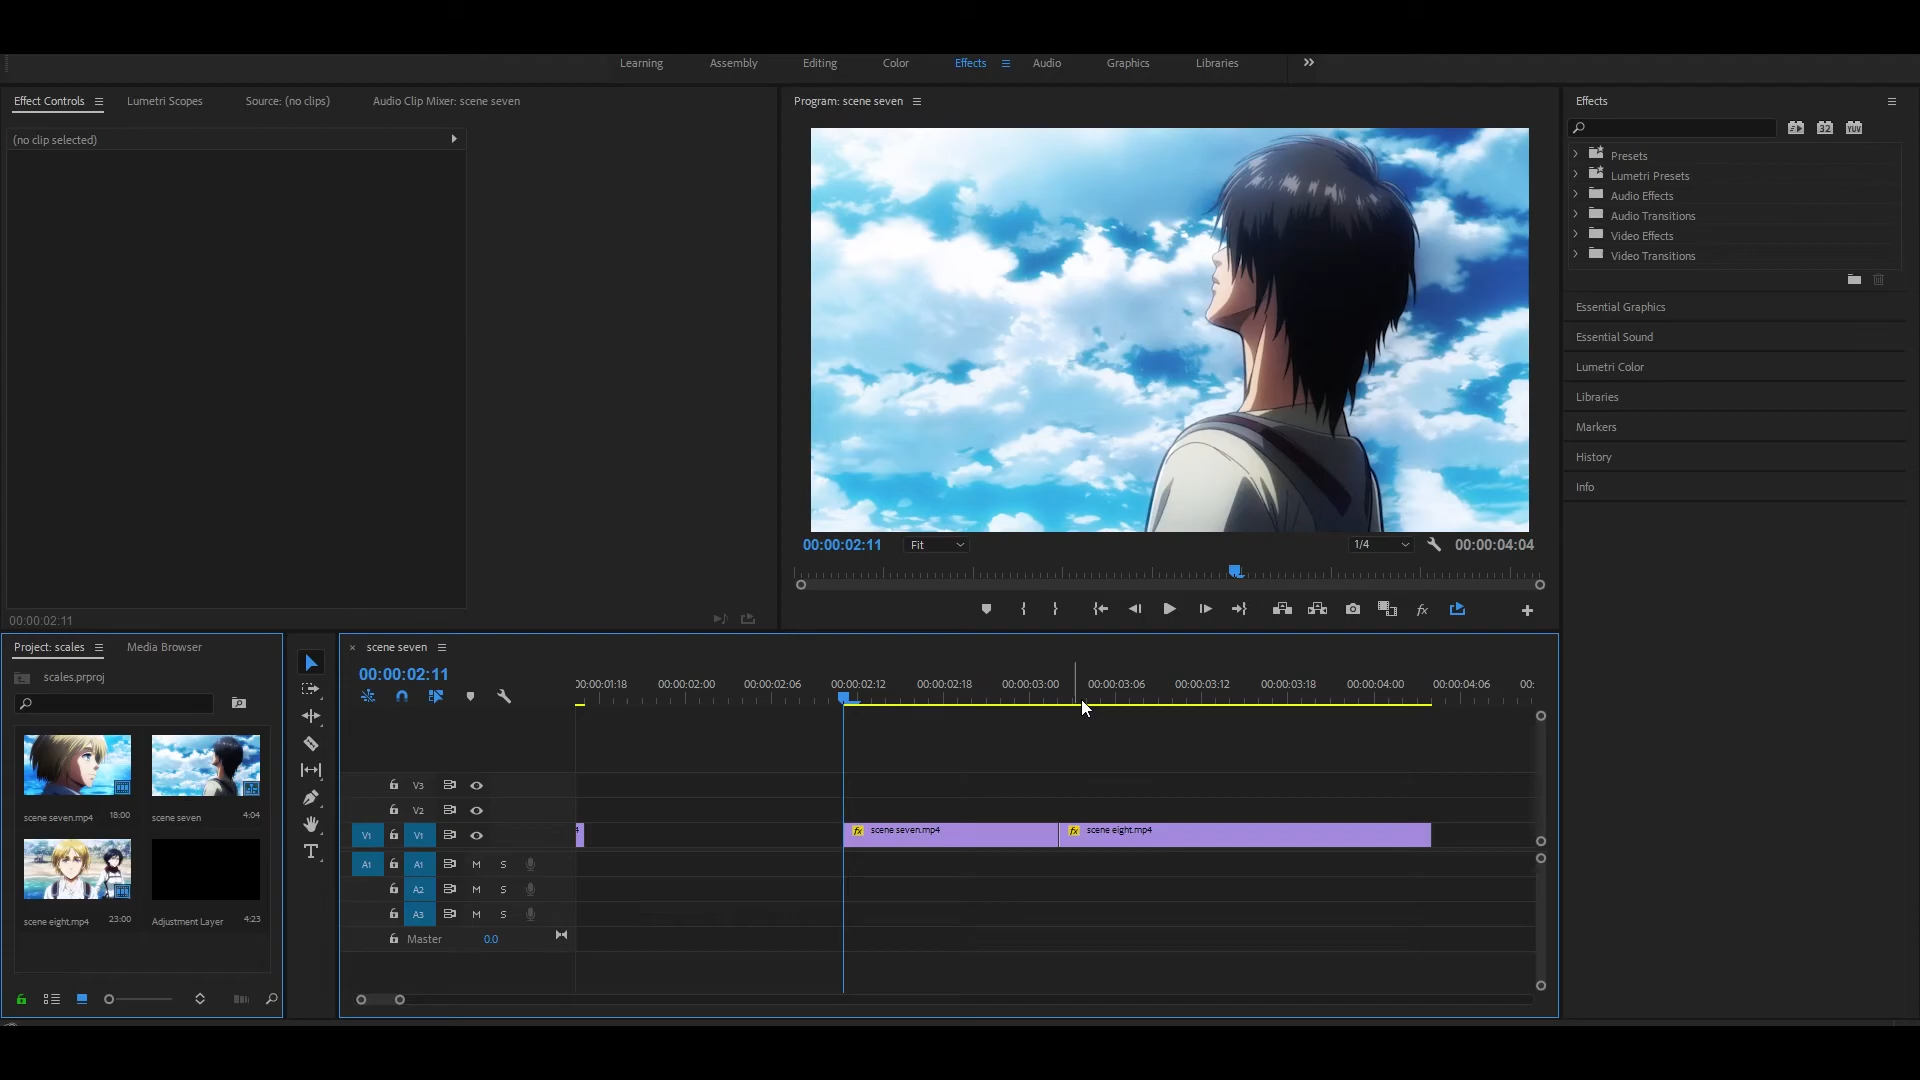 Learning Assembly Editing Color Effects Audio Graphics Libraries
Effect Controls Lumetri Scopes Source: (no clips) Audio Clip Mixer: scene seven
(no clip selected)
00:00:02:11
Program: scene seven
00:00:02:11 Fit 1/4 00:00:04:04
fx
Effects
32 YUV
Presets
Lumetri Presets
Audio Effects
Audio Transitions
Video Effects
Video Transitions
Essential Graphics
Essential Sound
Lumetri Color
Libraries
Markers
History
Info
Project: scales Media Browser
scales.prproj
scene seven.mp4 18:00 scene seven 4:04
scene eight.mp4 23:00 Adjustment Layer 4:23
T
scene seven
00:00:02:11
00:00:01:18 00:00:02:00 00:00:02:06 00:00:02:12 00:00:02:18 00:00:03:00 00:00:03:06 00:00:03:12 00:00:03:18 00:00:04:00 00:00:04:06 00:
V3
V2
V1 V1 4 fx scene seven.mp4 fx scene eight.mp4
A1 A1 M S
A2 M S
A3 M S
Master 0.0